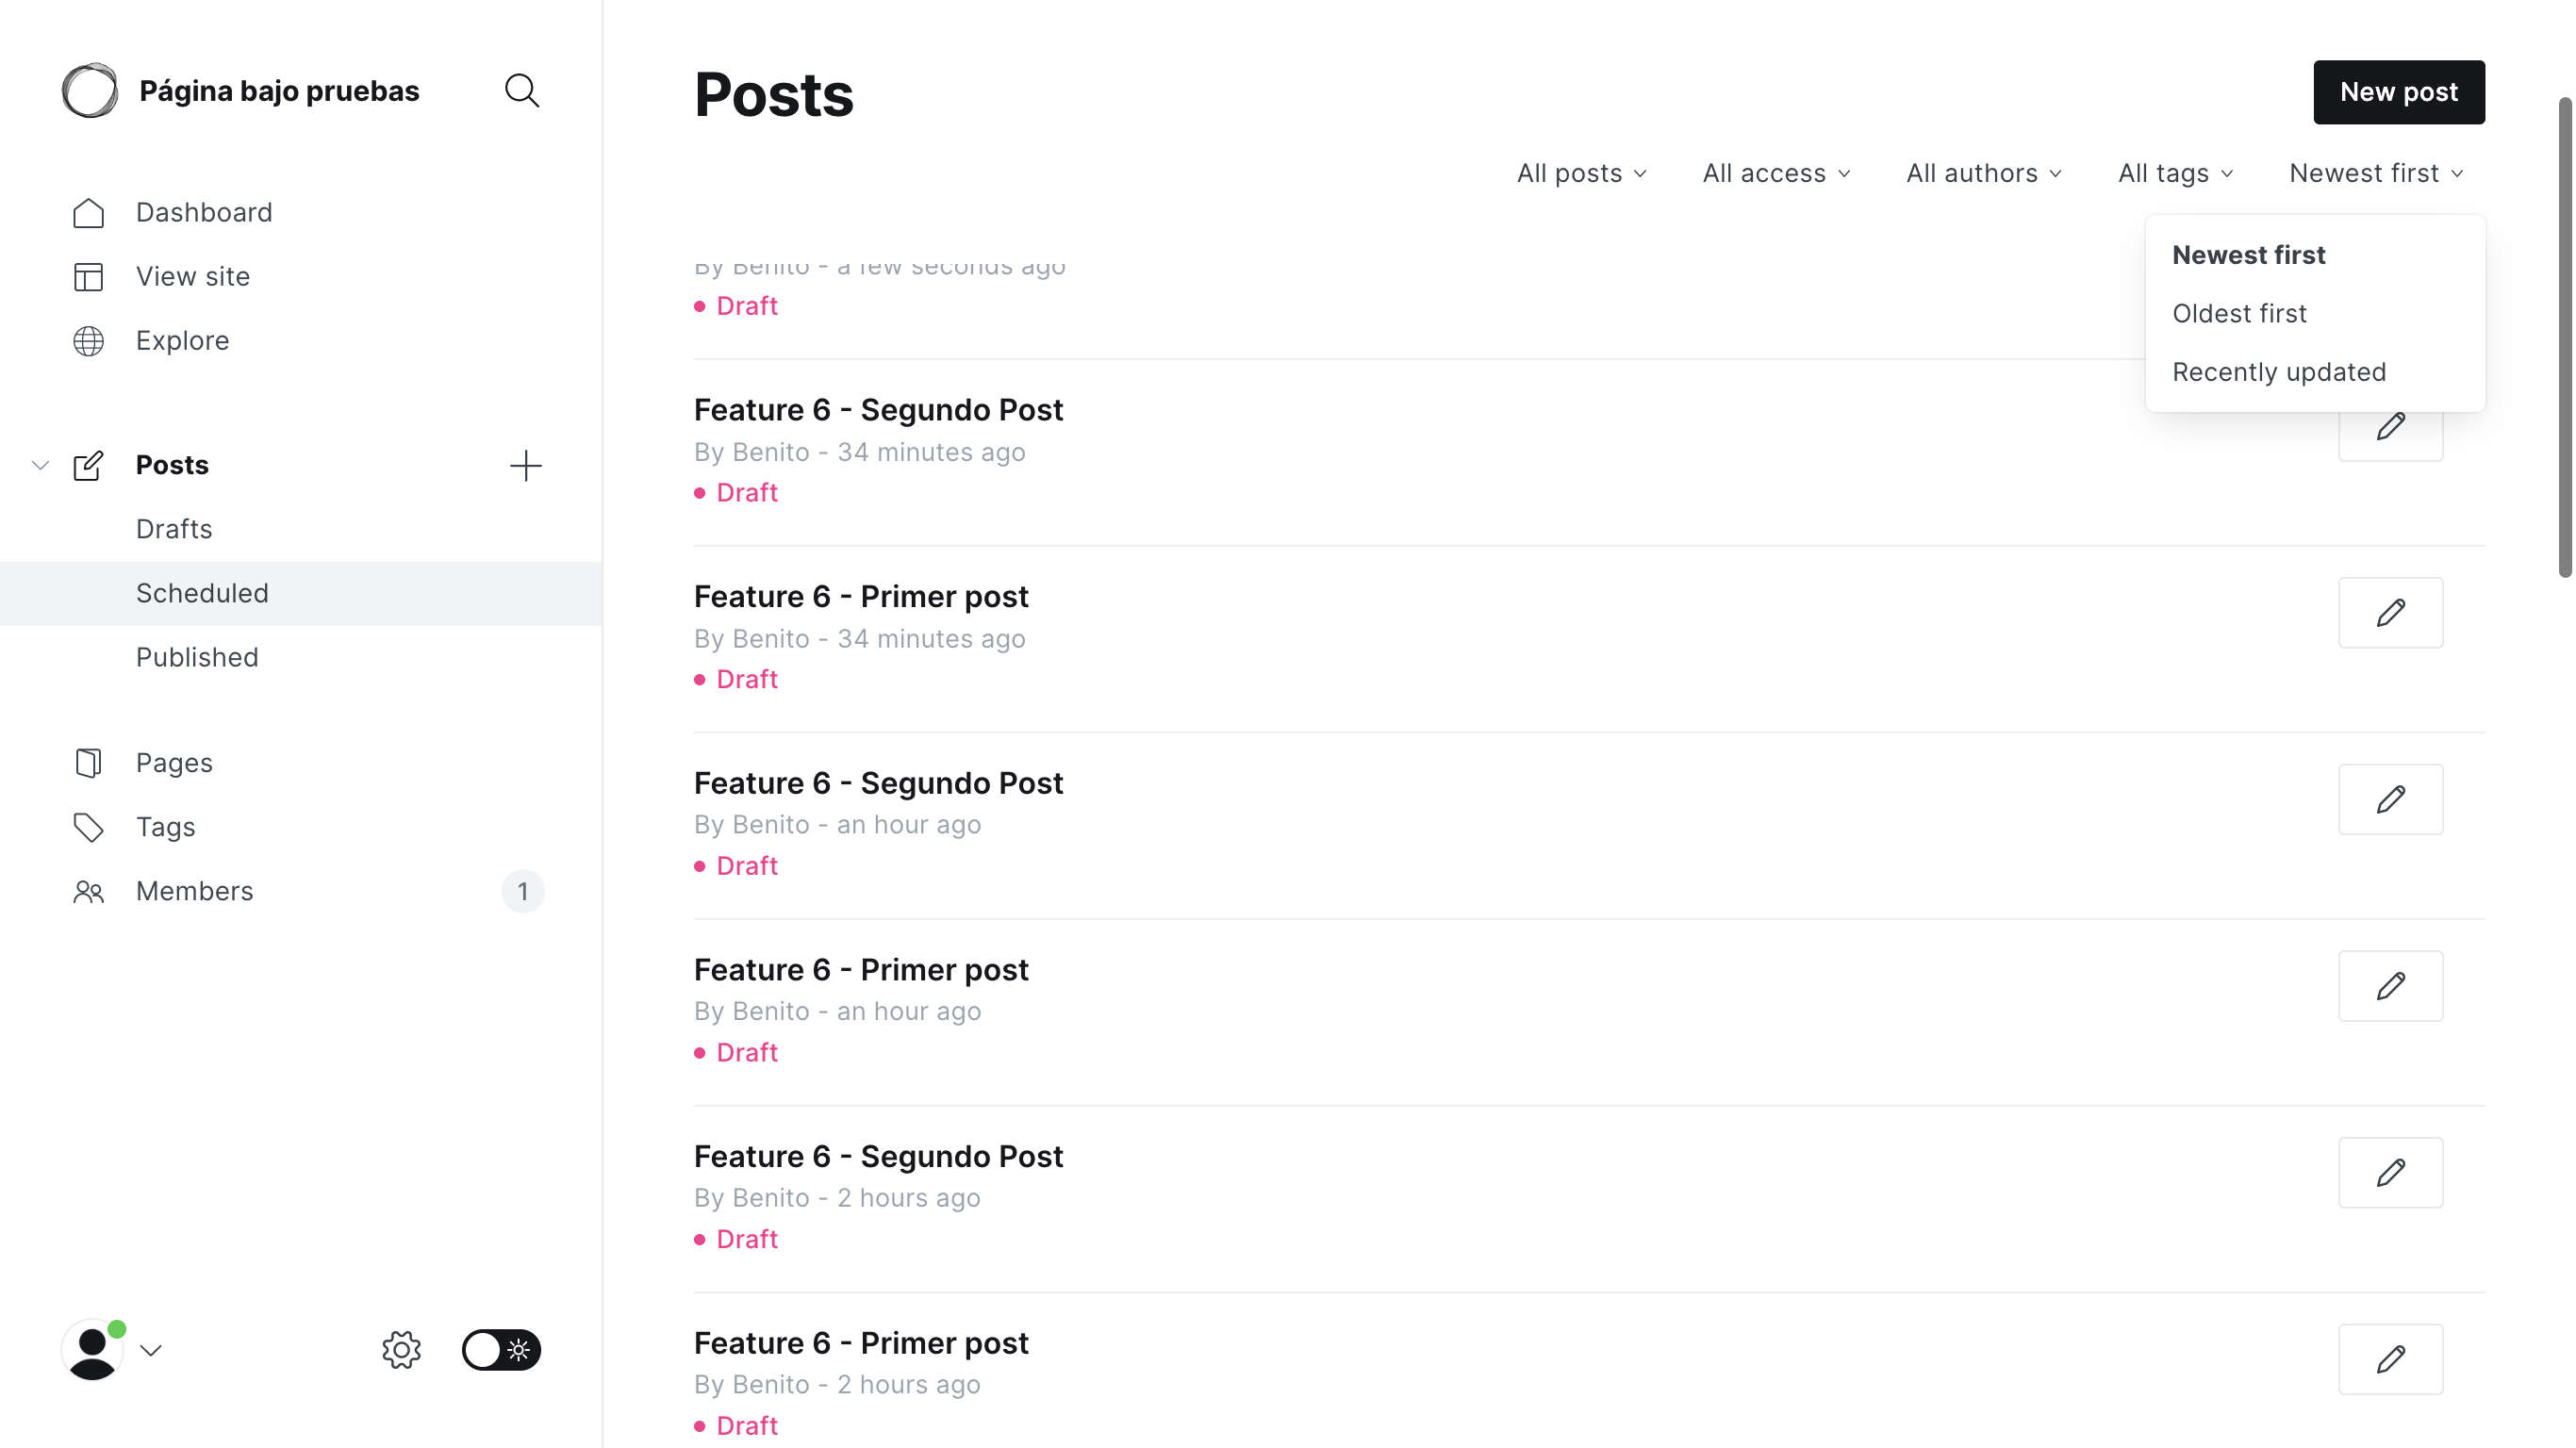 Página bajo pruebas
Dashboard
View site
Explore
Posts
Drafts
Scheduled
Published
Pages
Tags
Members
1
Posts
New post
All posts
All access
All authors
All tags
Newest first
Newest first
Oldest first
Recently updated
By Benito - a few seconds ago
Draft
Feature 6 - Segundo Post
By Benito - 34 minutes ago
Draft
Feature 6 - Primer post
By Benito - 34 minutes ago
Draft
Feature 6 - Segundo Post
By Benito - an hour ago
Draft
Feature 6 - Primer post
By Benito - an hour ago
Draft
Feature 6 - Segundo Post
By Benito - 2 hours ago
Draft
Feature 6 - Primer post
By Benito - 2 hours ago
Draft